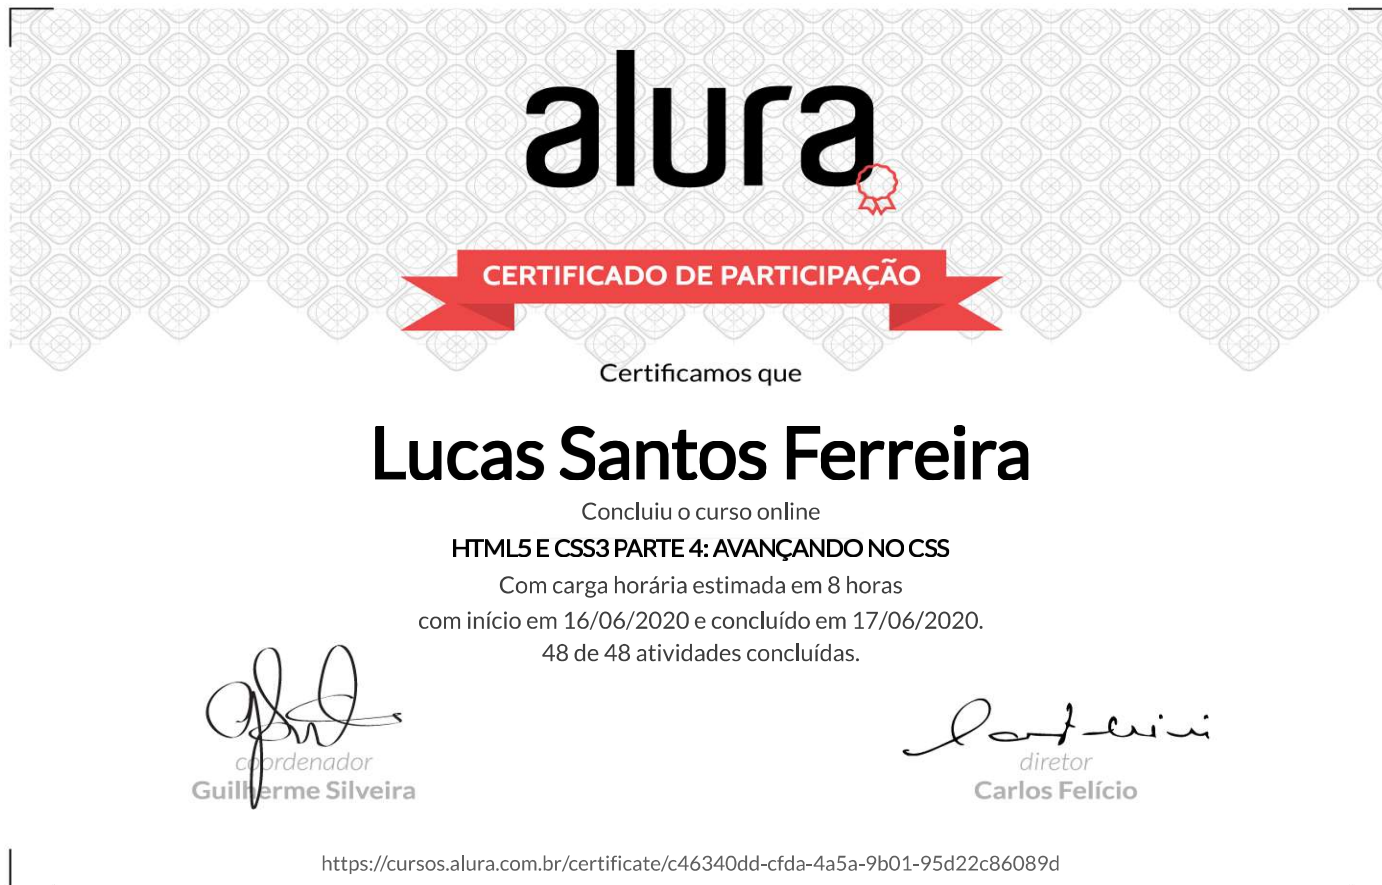 alura
CERTIFICADO DE PARTICIPAÇÃO
Certificamos que
Lucas Santos Ferreira
Concluiu o curso online
HTML5 E CSS3 PARTE 4: AVANÇANDO NO CSS
Com carga horária estimada em 8 horas
com início em 16/06/2020 e concluído em 17/06/2020.
48 de 48 atividades concluídas.
coordenador
Guilherme Silveira
diretor
Carlos Felício
https://cursos.alura.com.br/certificate/c46340dd-cfda-4a5a-9b01-95d22c86089d